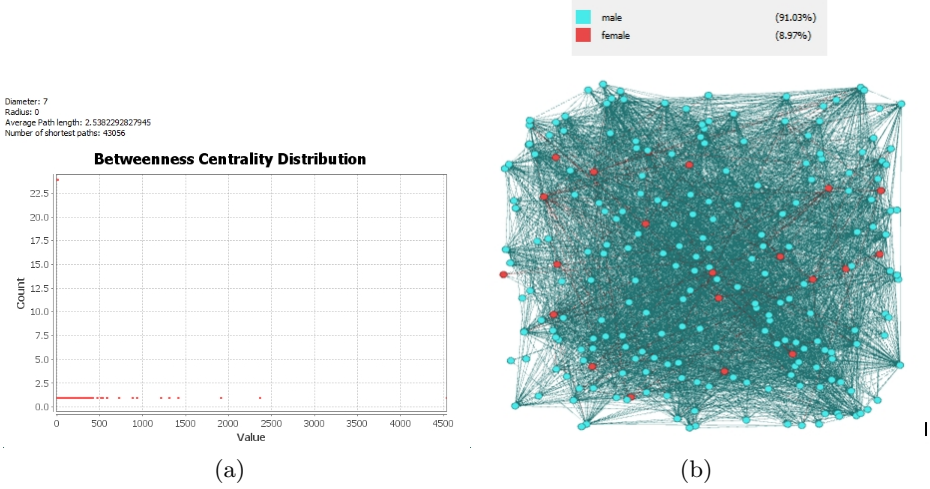 male (91.03%)
female (8.97%)
Diameter: 7
Radius: 0
Average Path length: 2.5382292827945
Number of shortest paths: 43056
Betweenness Centrality Distribution
22.5
20.0
17.5
15.0
12.5
10.0
7.5
5.0
2.5
0.0
Count
0 500 1000 1500 2000 2500 3000 3500 4000 4500
Value
(a) (b)